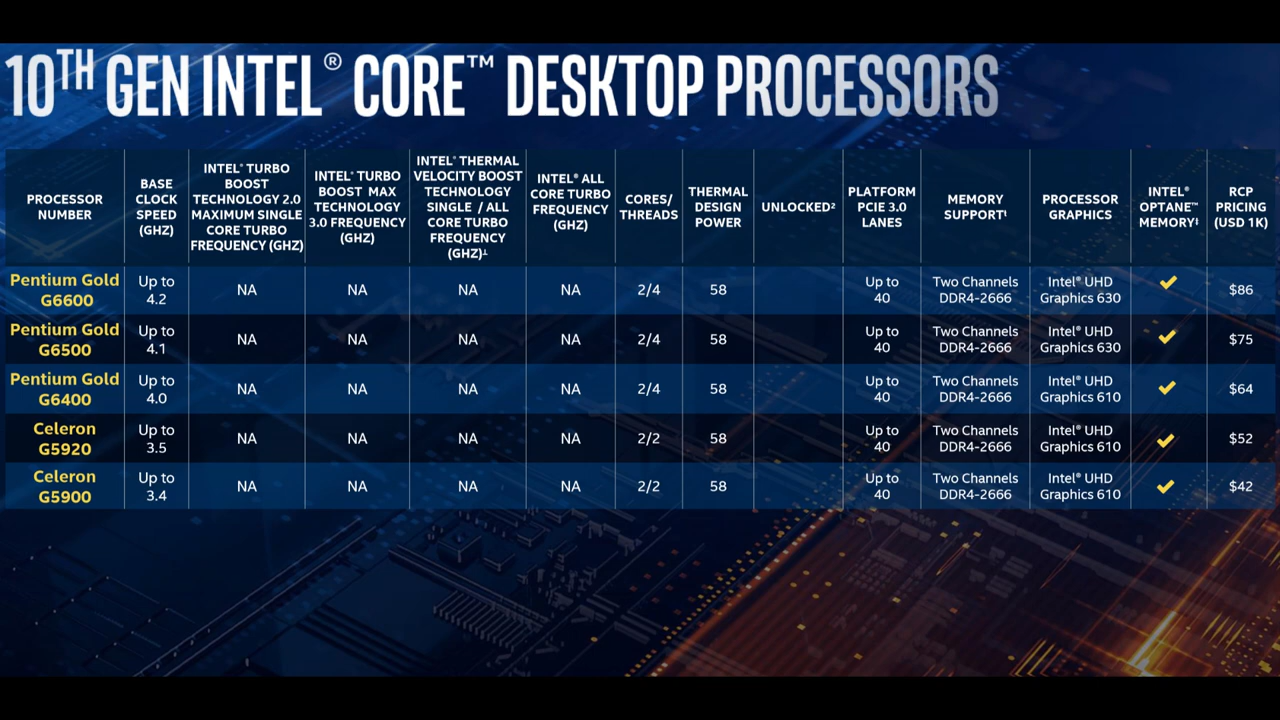 10TH GEN INTEL® CORE™ DESKTOP PROCESSORS
PROCESSOR
NUMBER
BASE
CLOCK
SPEED
(GHZ)
INTEL® TURBO
BOOST
TECHNOLOGY 2.0
MAXIMUM SINGLE
CORE TURBO
FREQUENCY (GHZ)
INTEL® TURBO
BOOST MAX
TECHNOLOGY
3.0 FREQUENCY
(GHZ)
INTEL® THERMAL
VELOCITY BOOST
TECHNOLOGY
SINGLE / ALL
CORE TURBO
FREQUENCY
(GHZ)⊥
INTEL® ALL
CORE TURBO
FREQUENCY
(GHZ)
CORES/
THREADS
THERMAL
DESIGN
POWER
UNLOCKED²
PLATFORM
PCIE 3.0
LANES
MEMORY
SUPPORT¹
PROCESSOR
GRAPHICS
INTEL®
OPTANE™
MEMORY‡
RCP
PRICING
(USD 1K)
Pentium Gold
G6600
Up to
4.2
NA
NA
NA
NA
2/4
58
Up to
40
Two Channels
DDR4-2666
Intel® UHD
Graphics 630
✓
$86
Pentium Gold
G6500
Up to
4.1
NA
NA
NA
NA
2/4
58
Up to
40
Two Channels
DDR4-2666
Intel® UHD
Graphics 630
✓
$75
Pentium Gold
G6400
Up to
4.0
NA
NA
NA
NA
2/4
58
Up to
40
Two Channels
DDR4-2666
Intel® UHD
Graphics 610
✓
$64
Celeron
G5920
Up to
3.5
NA
NA
NA
NA
2/2
58
Up to
40
Two Channels
DDR4-2666
Intel® UHD
Graphics 610
✓
$52
Celeron
G5900
Up to
3.4
NA
NA
NA
NA
2/2
58
Up to
40
Two Channels
DDR4-2666
Intel® UHD
Graphics 610
✓
$42